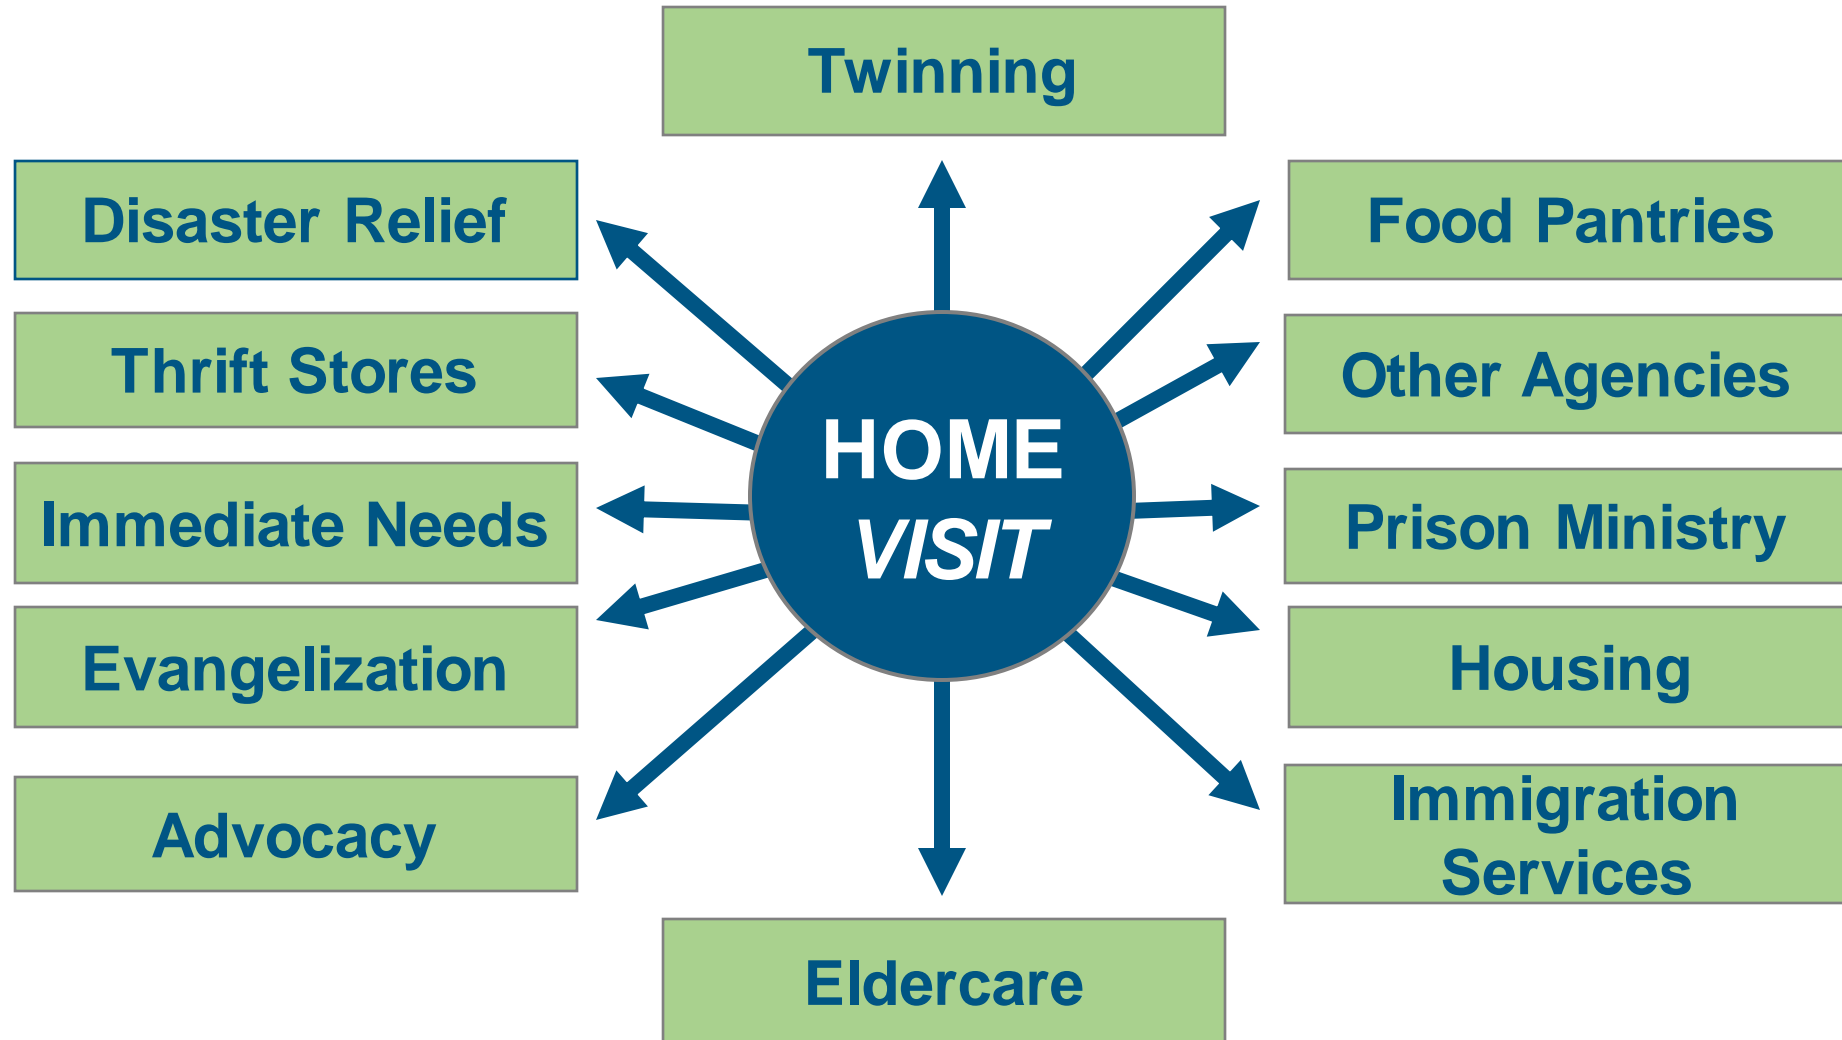 Twinning
Disaster Relief
Food Pantries
Thrift Stores
Other Agencies
HOME
VISIT
Immediate Needs
Prison Ministry
Evangelization
Housing
Advocacy
Immigration
Services
Eldercare